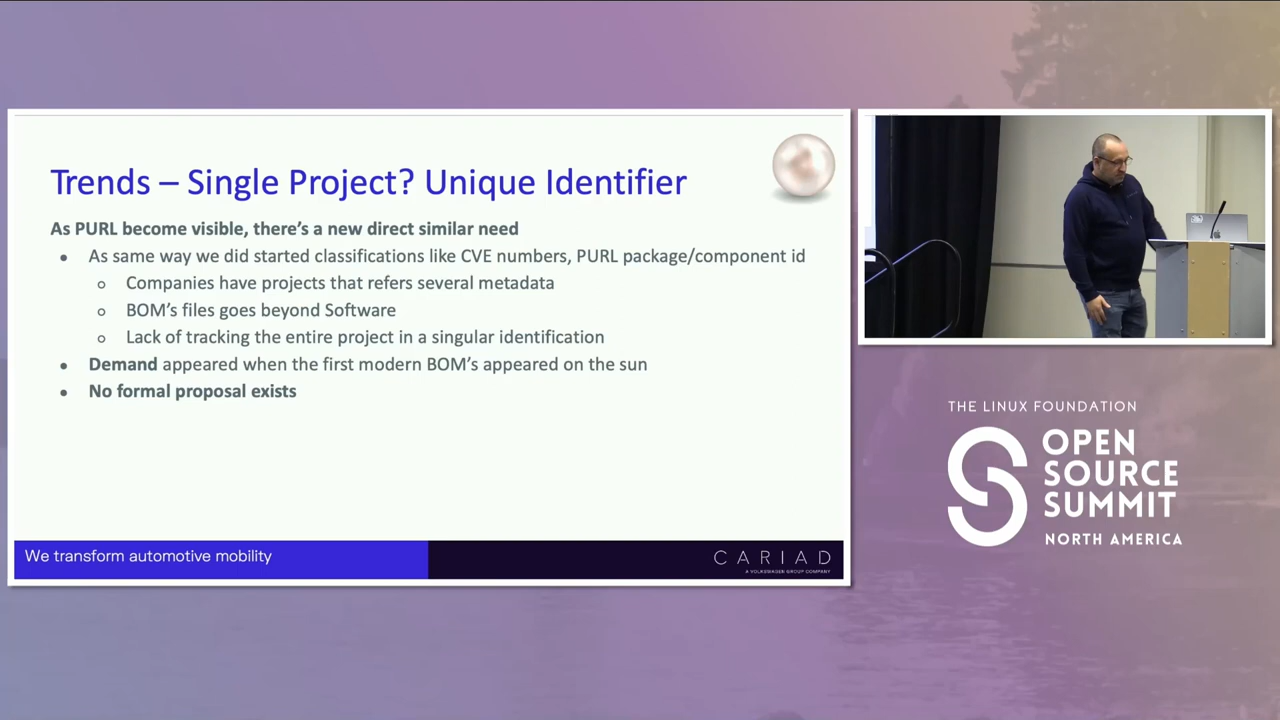 Trends – Single Project? Unique Identifier
As PURL become visible, there's a new direct similar need
● As same way we did started classifications like CVE numbers, PURL package/component id
○ Companies have projects that refers several metadata
○ BOM's files goes beyond Software
○ Lack of tracking the entire project in a singular identification
● Demand appeared when the first modern BOM's appeared on the sun
● No formal proposal exists
We transform automotive mobility
CARIAD
A VOLKSWAGEN GROUP COMPANY
THE LINUX FOUNDATION
OPEN
SOURCE
SUMMIT
NORTH AMERICA